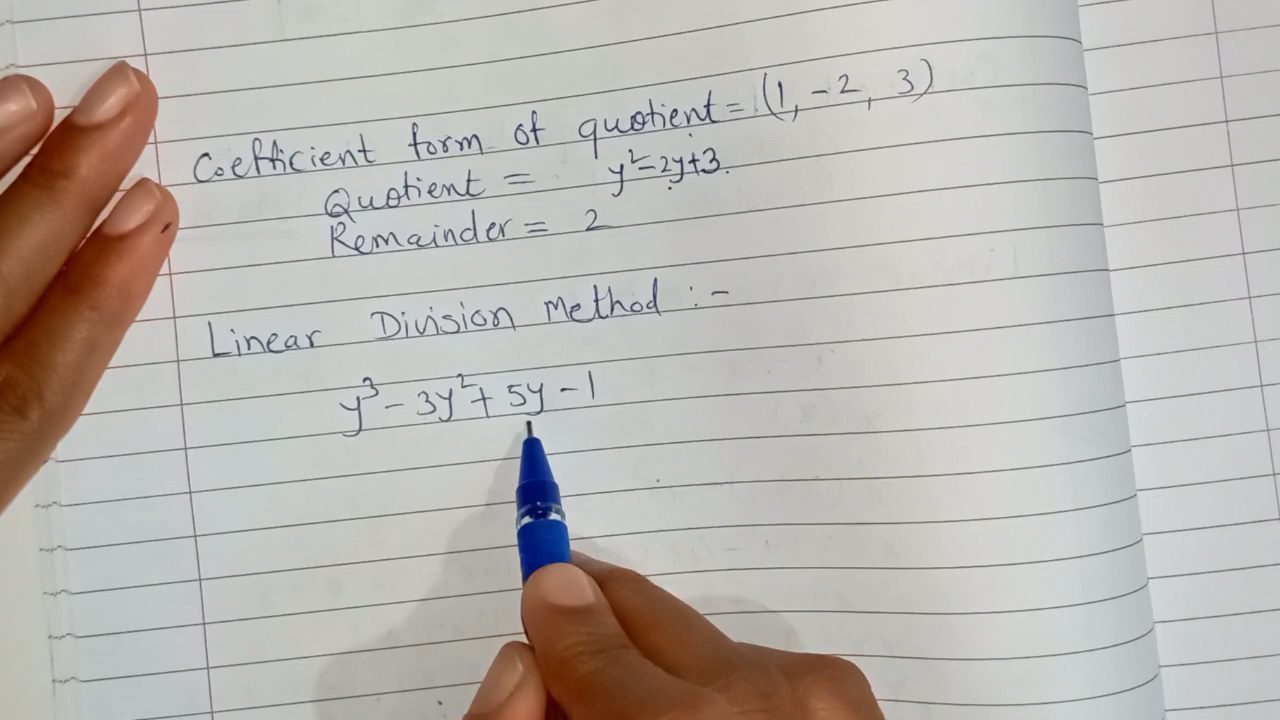 Coefficient form of quotient = (1, -2, 3)
Quotient = y²-2y+3.
Remainder = 2
Linear Division Method :-
y³ - 3y² + 5y - 1